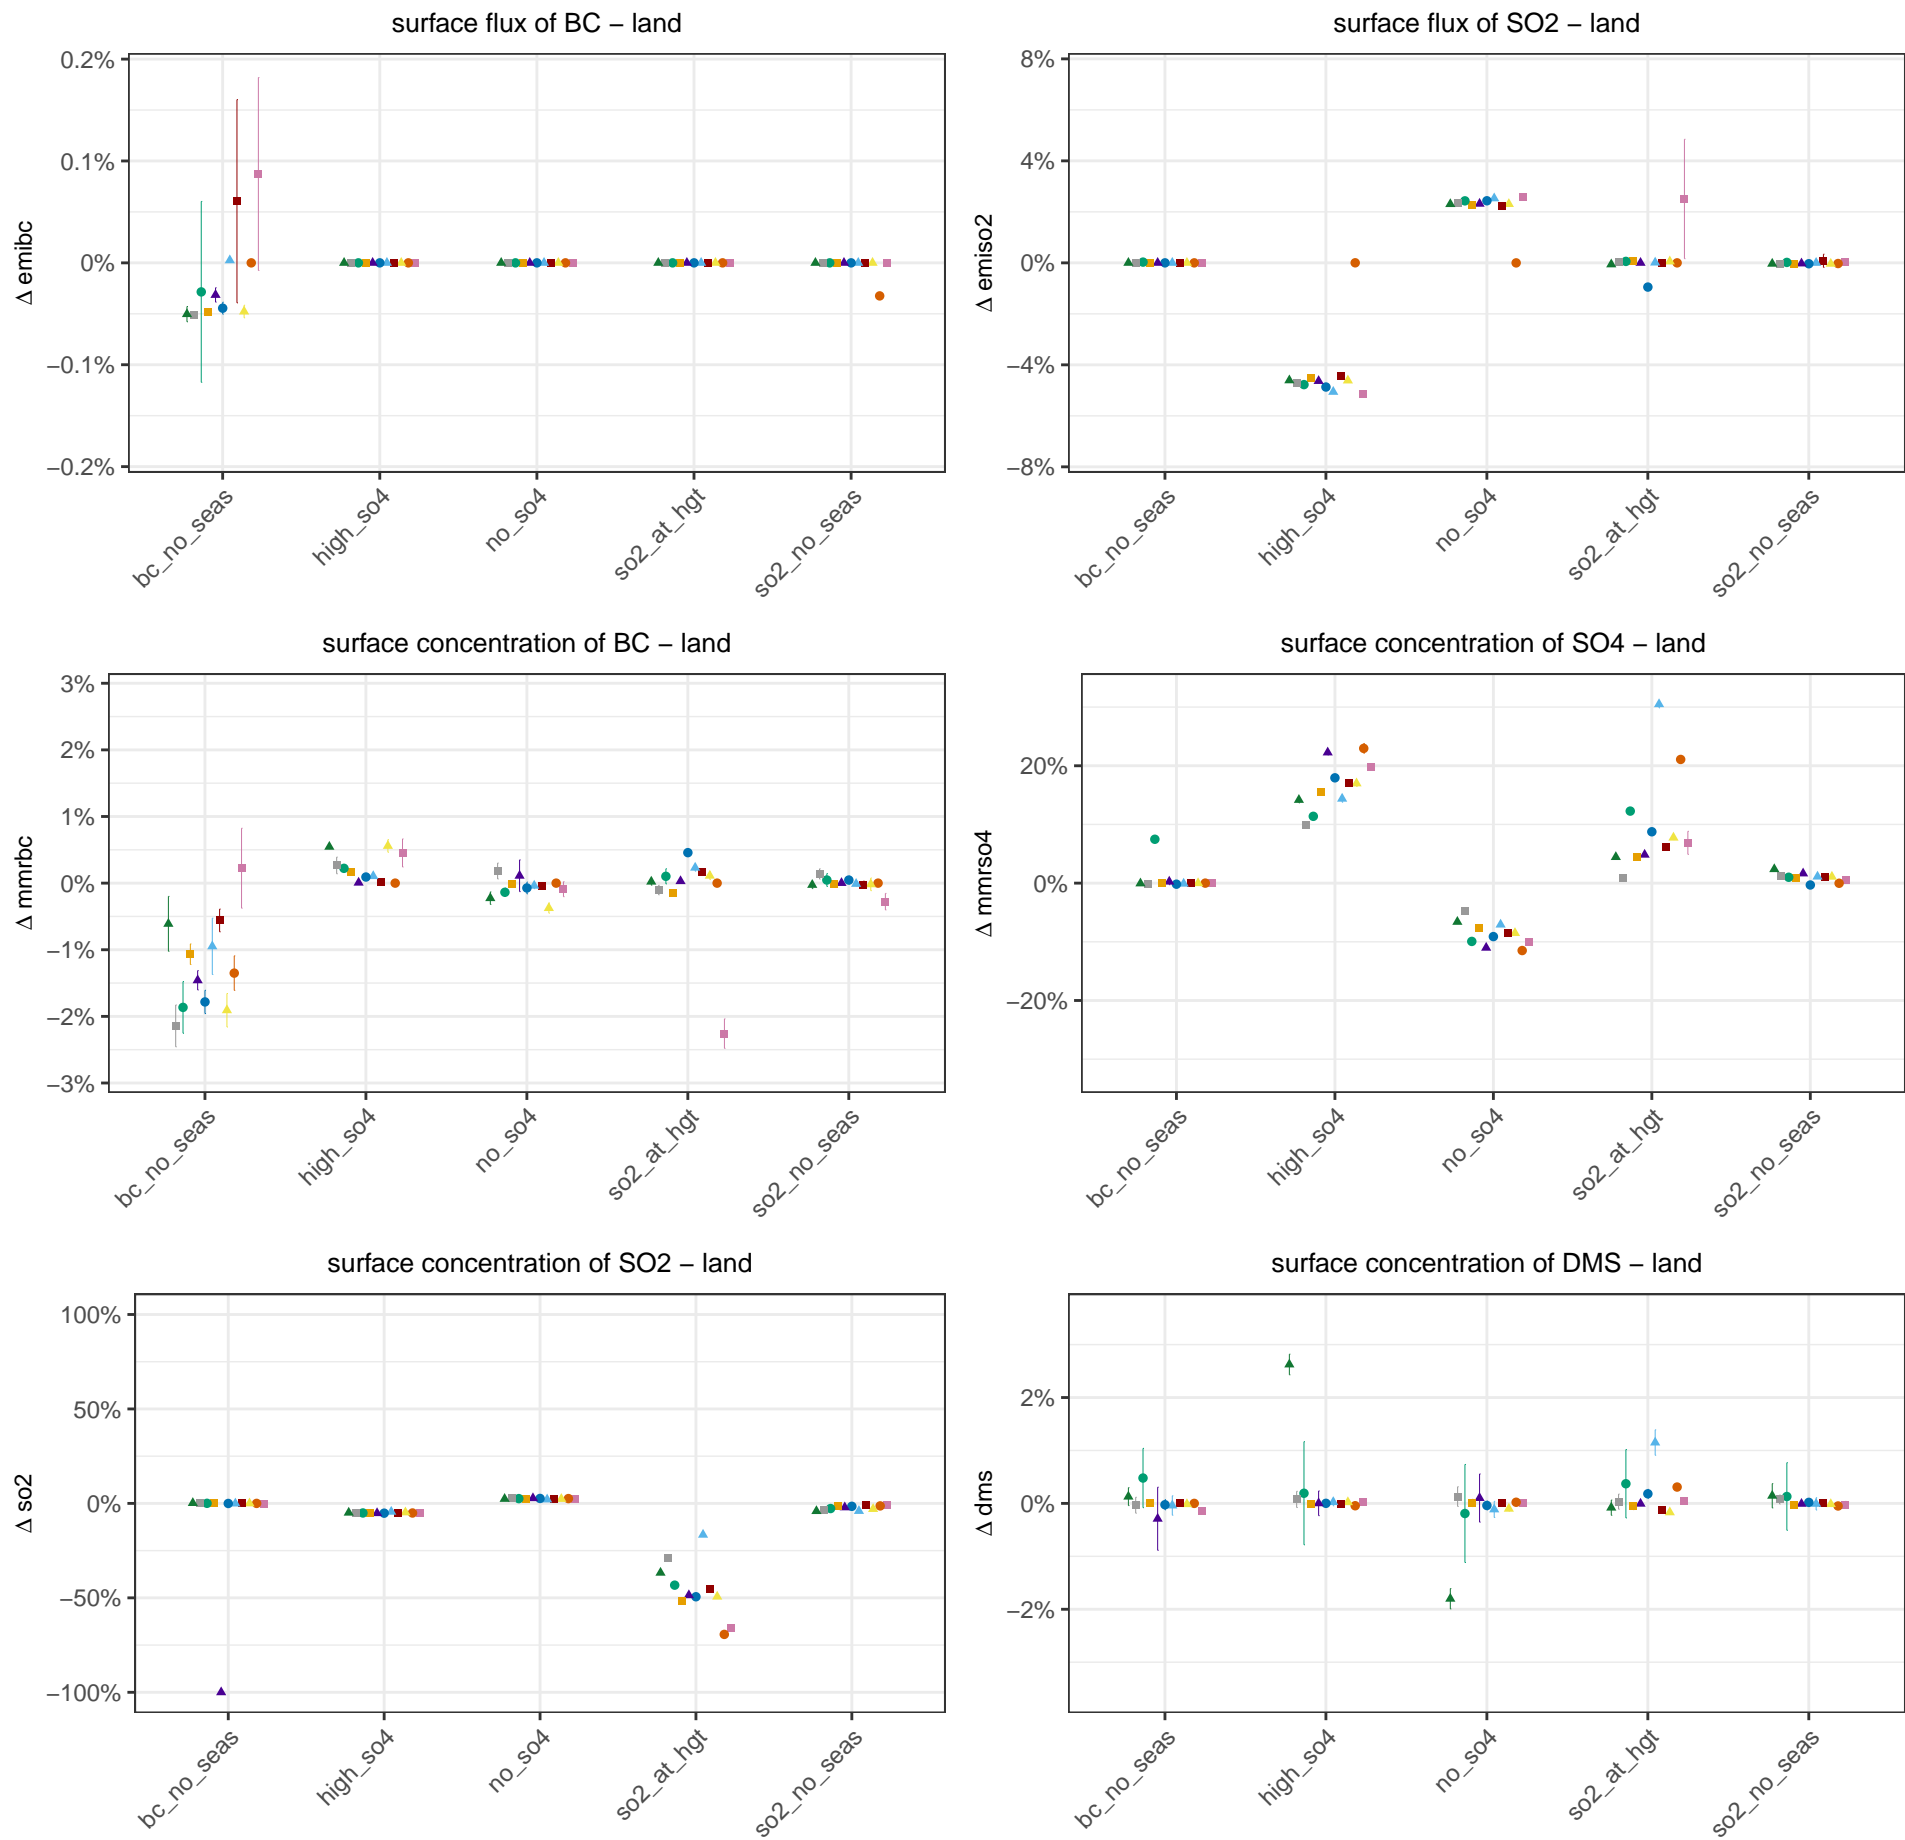 surface flux of BC – land
Δ emibc
0.2%
0.1%
0%
−0.1%
−0.2%
bc_no_seas
high_so4
no_so4
so2_at_hgt
so2_no_seas
surface flux of SO2 – land
Δ emiso2
8%
4%
0%
−4%
−8%
bc_no_seas
high_so4
no_so4
so2_at_hgt
so2_no_seas
surface concentration of BC – land
Δ mmrbc
3%
2%
1%
0%
−1%
−2%
−3%
bc_no_seas
high_so4
no_so4
so2_at_hgt
so2_no_seas
surface concentration of SO4 – land
Δ mmrso4
20%
0%
−20%
bc_no_seas
high_so4
no_so4
so2_at_hgt
so2_no_seas
surface concentration of SO2 – land
Δ so2
100%
50%
0%
−50%
−100%
bc_no_seas
high_so4
no_so4
so2_at_hgt
so2_no_seas
surface concentration of DMS – land
Δ dms
2%
0%
−2%
bc_no_seas
high_so4
no_so4
so2_at_hgt
so2_no_seas